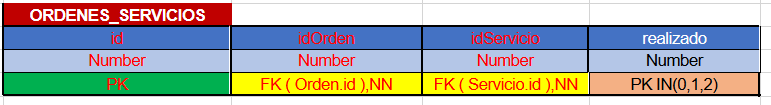 ORDENES_SERVICIOS
id idOrden idServicio realizado
Number Number Number Number
PK FK ( Orden.id ),NN FK ( Servicio.id ),NN PK IN(0,1,2)